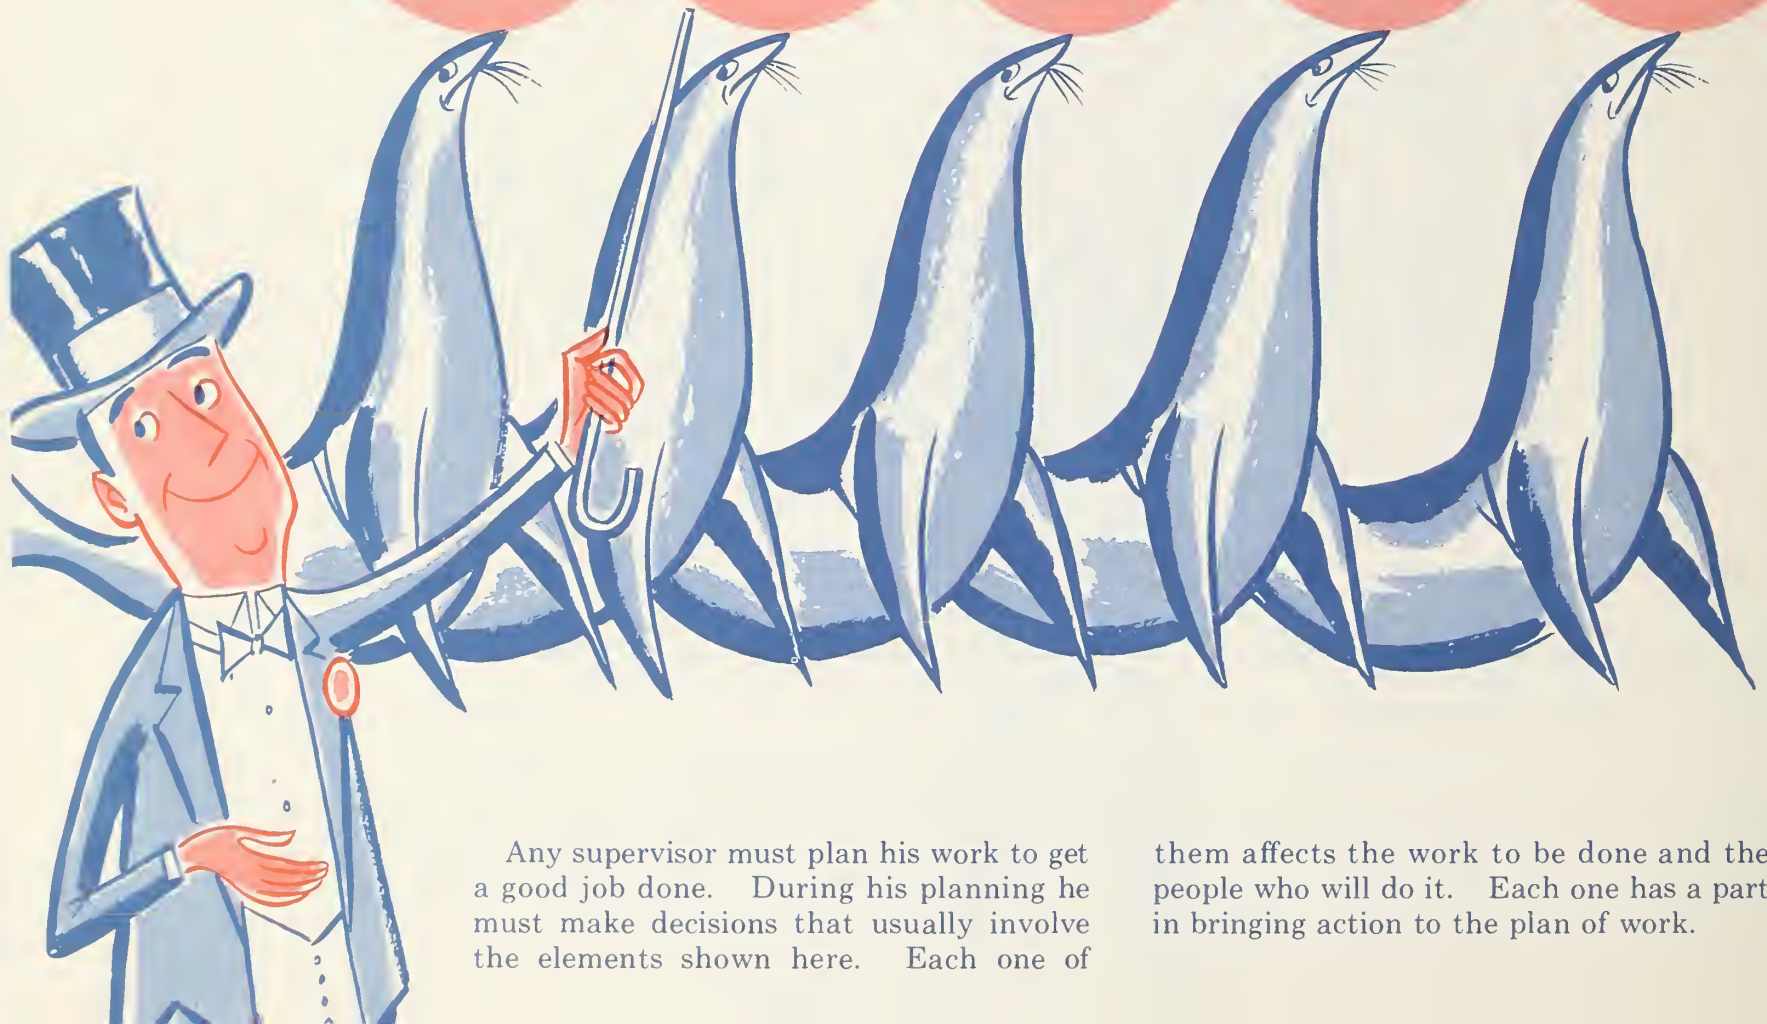 Any supervisor must plan his work to get
a good job done. During his planning he
must make decisions that usually involve
the elements shown here. Each one of
them affects the work to be done and the
people who will do it. Each one has a part
in bringing action to the plan of work.